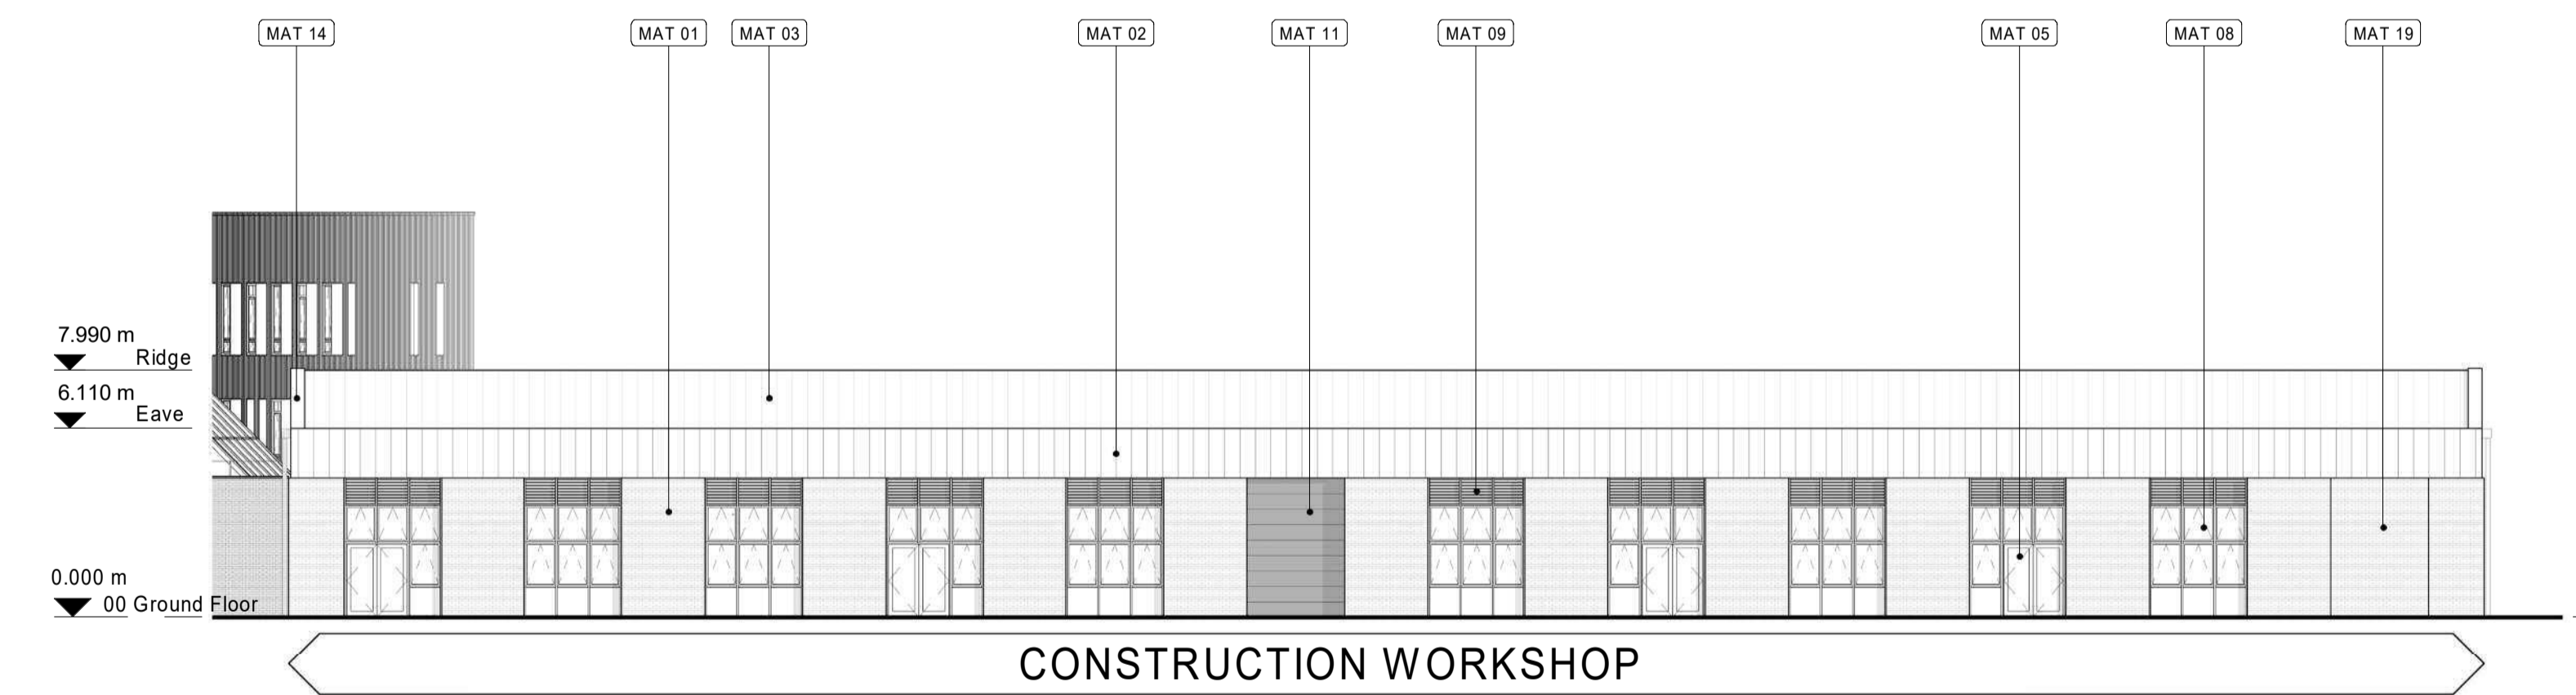 MAT 14
MAT 01
MAT 03
MAT 02
MAT 11
MAT 09
MAT 05
MAT 08
MAT 19
7.990 m
Ridge
6.110 m
Eave
0.000 m
00 Ground Floor
CONSTRUCTION WORKSHOP